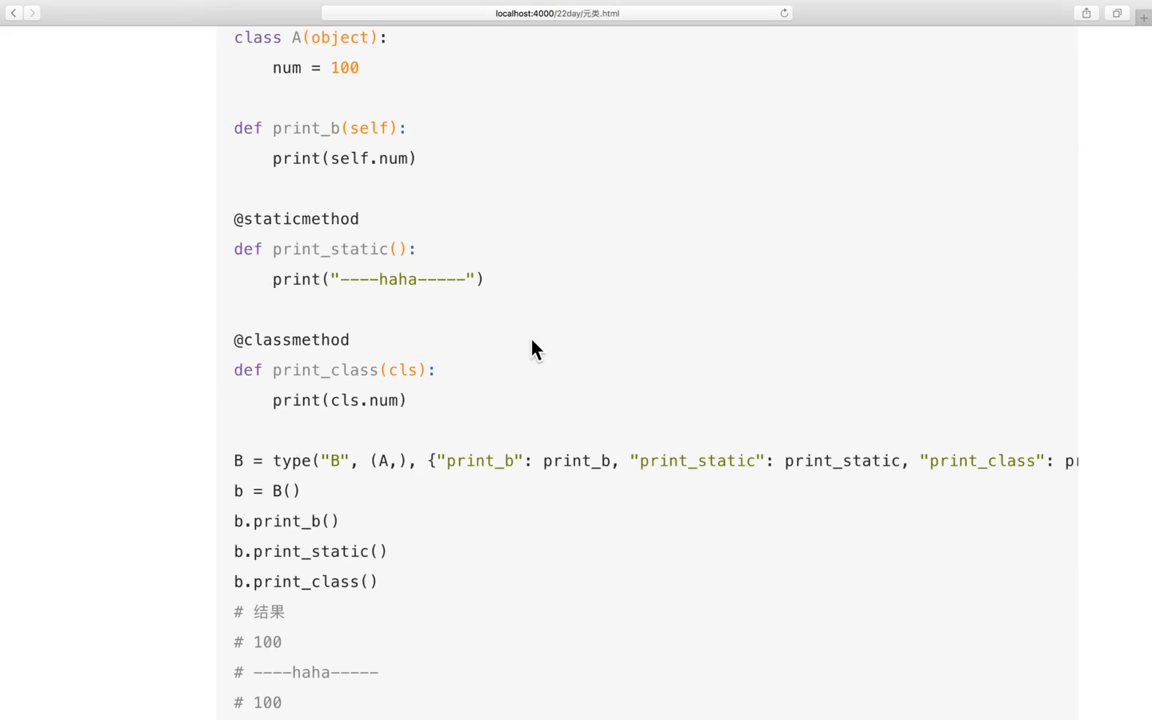 localhost:4000/22day/元类.html
class A(object):
    num = 100
def print_b(self):
    print(self.num)
@staticmethod
def print_static():
    print("----haha-----")
@classmethod
def print_class(cls):
    print(cls.num)
B = type("B", (A,), {"print_b": print_b, "print_static": print_static, "print_class": pr
b = B()
b.print_b()
b.print_static()
b.print_class()
# 结果
# 100
# ----haha-----
# 100